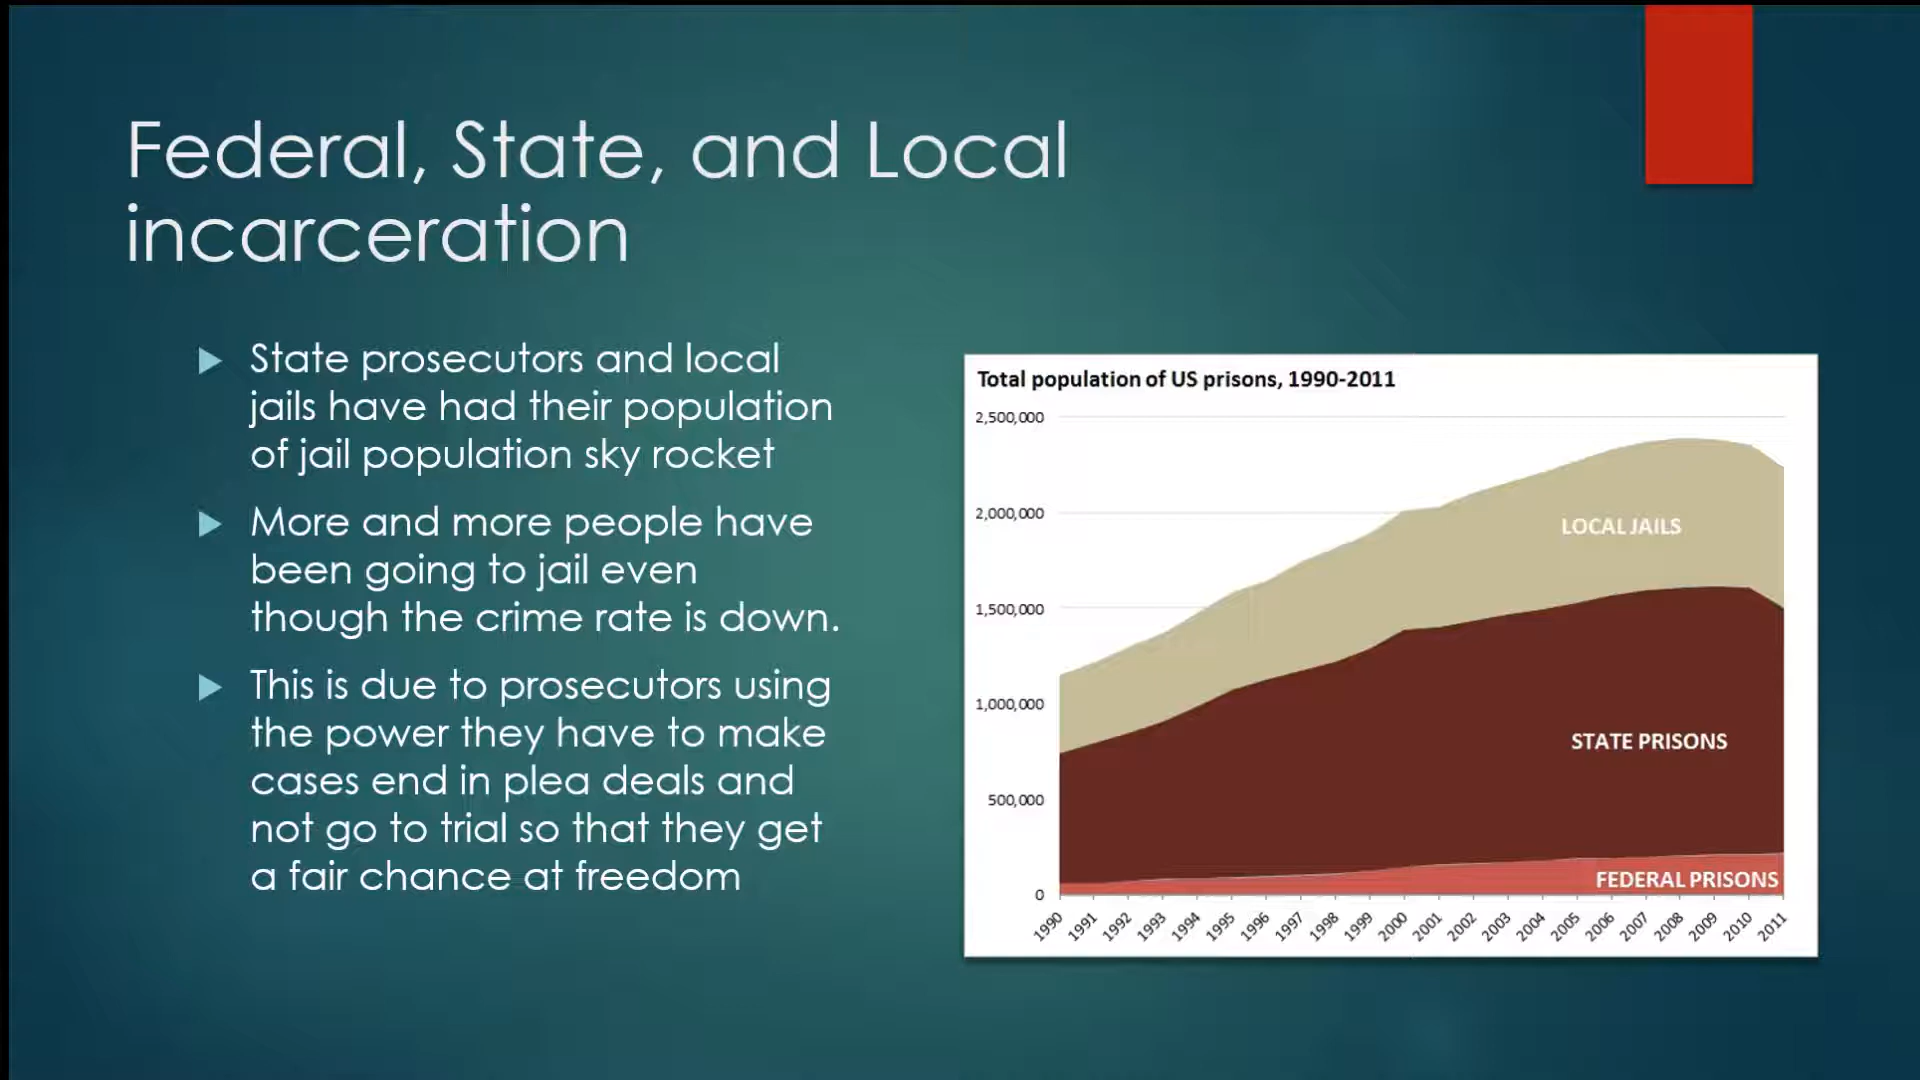 Federal, State, and Local
incarceration
State prosecutors and local
jails have had their population
of jail population sky rocket
More and more people have
been going to jail even
though the crime rate is down.
This is due to prosecutors using
the power they have to make
cases end in plea deals and
not go to trial so that they get
a fair chance at freedom
Total population of US prisons, 1990-2011
2,500,000
2,000,000
1,500,000
1,000,000
500,000
0
LOCAL JAILS
STATE PRISONS
FEDERAL PRISONS
1990 1991 1992 1993 1994 1995 1996 1997 1998 1999 2000 2001 2002 2003 2004 2005 2006 2007 2008 2009 2010 2011